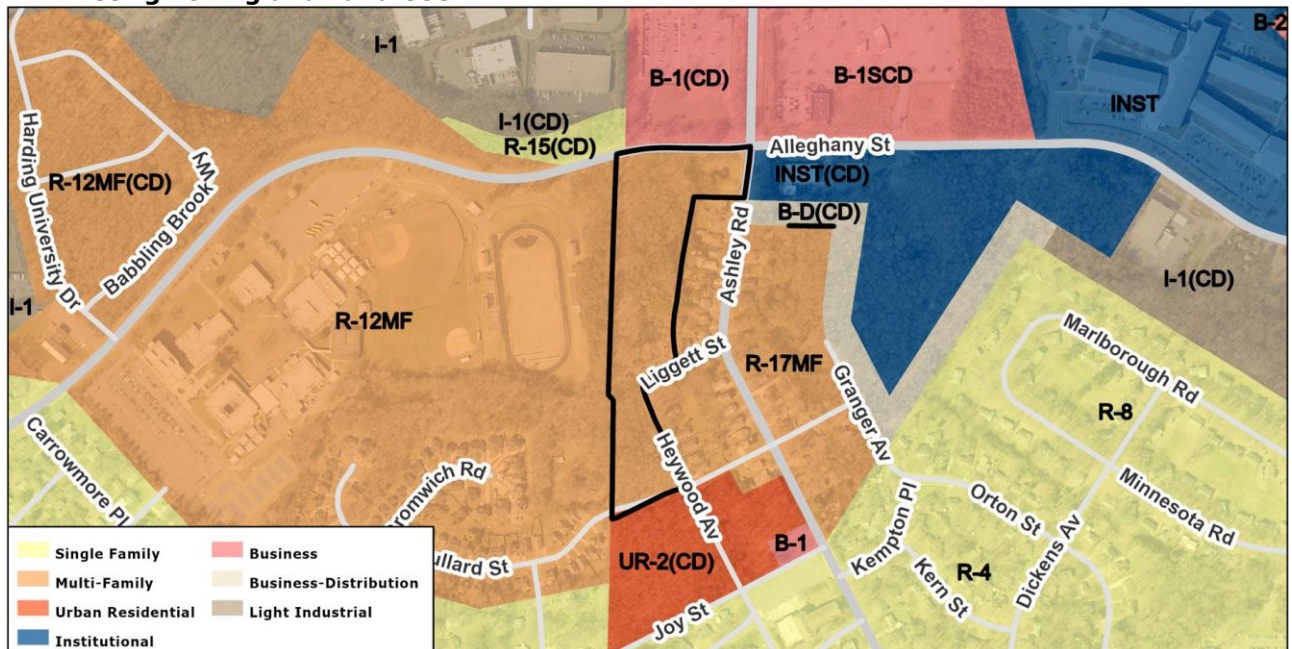 I-1
B-1(CD)
B-1SCD
B-2
INST
I-1(CD)
R-15(CD)
Alleghany St
INST(CD)
B-D(CD)
Harding University Dr
R-12MF(CD)
Babbling Brook Wy
Ashley Rd
I-1(CD)
I-1
R-12MF
Liggett St
R-17MF
Granger Av
Marlborough Rd
R-8
Carrowmore Pl
Heywood Av
Minnesota Rd
Kempton Pl
Orton St
Dickens Av
B-1
UR-2(CD)
R-4
Kern St
Joy St
Single Family
Multi-Family
Urban Residential
Institutional
Business
Business-Distribution
Light Industrial